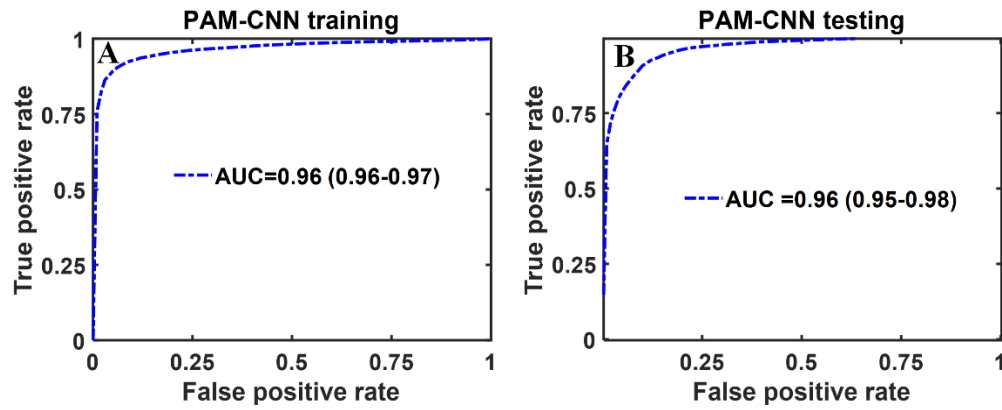 PAM-CNN training
A
1
0.75
0.5
0.25
0
True positive rate
AUC=0.96 (0.96-0.97)
0 0.25 0.5 0.75 1
False positive rate
PAM-CNN testing
B
1
0.75
0.5
0.25
0
True positive rate
AUC =0.96 (0.95-0.98)
0.25 0.5 0.75 1
False positive rate